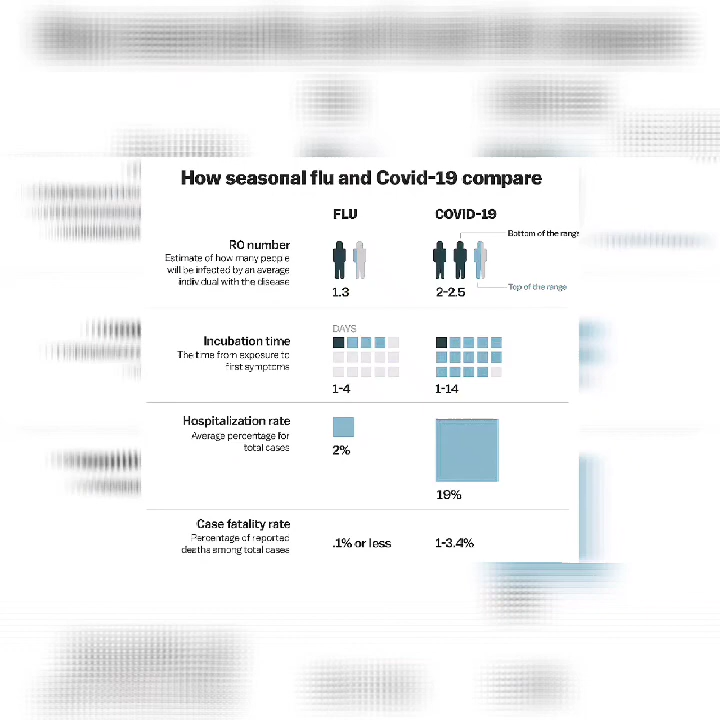 How seasonal flu and Covid-19 compare
FLU
COVID-19
R0 number
Estimate of how many people
will be infected by an average
individual with the disease
Bottom of the range
Top of the range
1.3
2-2.5
Incubation time
The time from exposure to
first symptoms
DAYS
1-4
1-14
Hospitalization rate
Average percentage for
total cases
2%
19%
Case fatality rate
Percentage of reported
deaths among total cases
.1% or less
1-3.4%